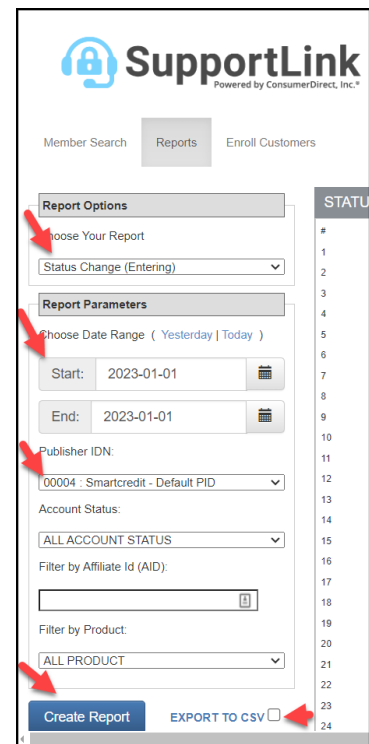 SupportLink
Powered by ConsumerDirect, Inc.®
Member Search Reports Enroll Customers
Report Options
Choose Your Report
Status Change (Entering)
Report Parameters
Choose Date Range ( Yesterday | Today )
Start: 2023-01-01
End: 2023-01-01
Publisher IDN:
00004 : Smartcredit - Default PID
Account Status:
ALL ACCOUNT STATUS
Filter by Affiliate Id (AID):
Filter by Product:
ALL PRODUCT
Create Report EXPORT TO CSV
STATU
#
1
2
3
4
5
6
7
8
9
10
11
12
13
14
15
16
17
18
19
20
21
22
23
24